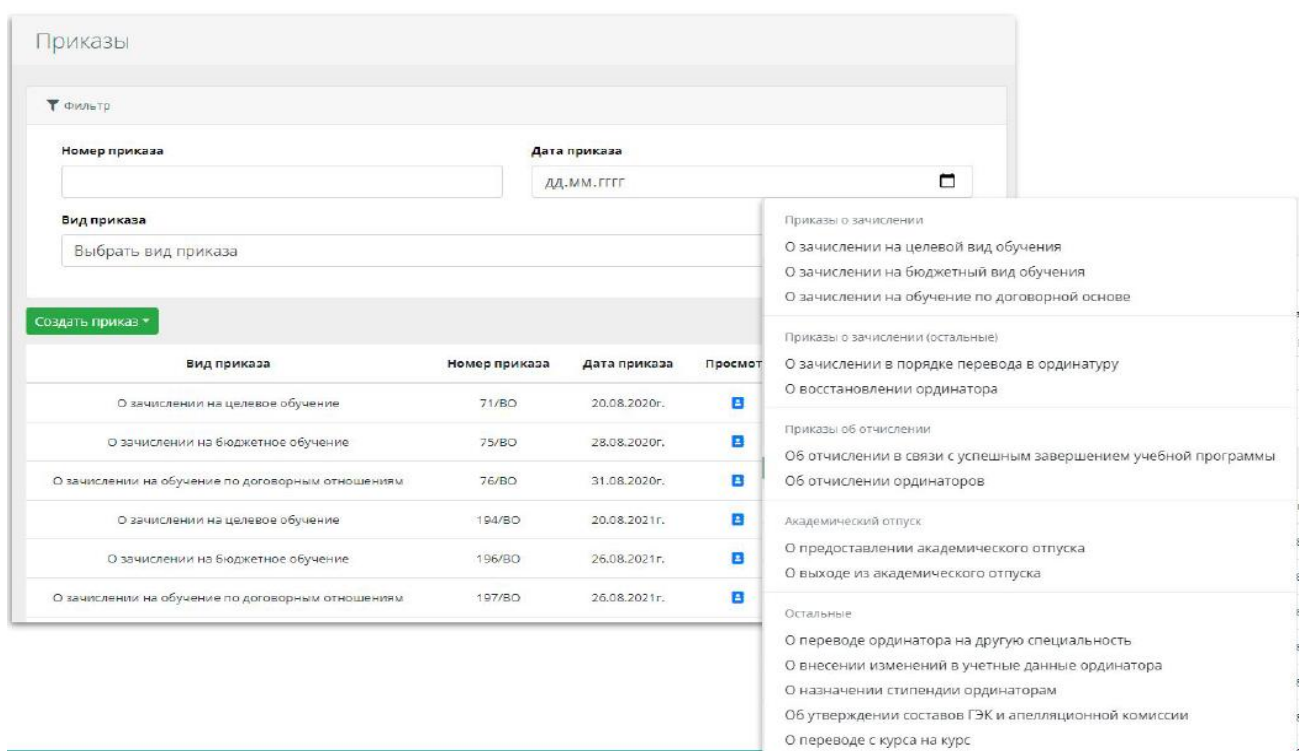 Приказы
Фильтр
Номер приказа
Дата приказа
дд.мм.гггг
Вид приказа
Выбрать вид приказа
Создать приказ
Вид приказа Номер приказа Дата приказа
О зачислении на целевое обучение 71/ВО 20.08.2020г.
О зачислении на бюджетное обучение 75/ВО 28.08.2020г.
О зачислении на обучение по договорным отношениям 76/ВО 31.08.2020г.
О зачислении на целевое обучение 194/ВО 20.08.2021г.
О зачислении на бюджетное обучение 196/ВО 26.08.2021г.
О зачислении на обучение по договорным отношениям 197/ВО 26.08.2021г.
Приказы о зачислении
О зачислении на целевой вид обучения
О зачислении на бюджетный вид обучения
О зачислении на обучение по договорной основе
Приказы о зачислении (остальные)
О зачислении в порядке перевода в ординатуру
О восстановлении ординатора
Приказы об отчислении
Об отчислении в связи с успешным завершением учебной программы
Об отчислении ординаторов
Академический отпуск
О предоставлении академического отпуска
О выходе из академического отпуска
Остальные
О переводе ординатора на другую специальность
О внесении изменений в учетные данные ординатора
О назначении стипендии ординаторам
Об утверждении составов ГЭК и апелляционной комиссии
О переводе с курса на курс